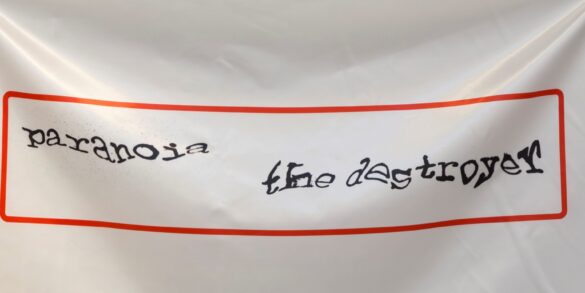 paranoia
the destroyer